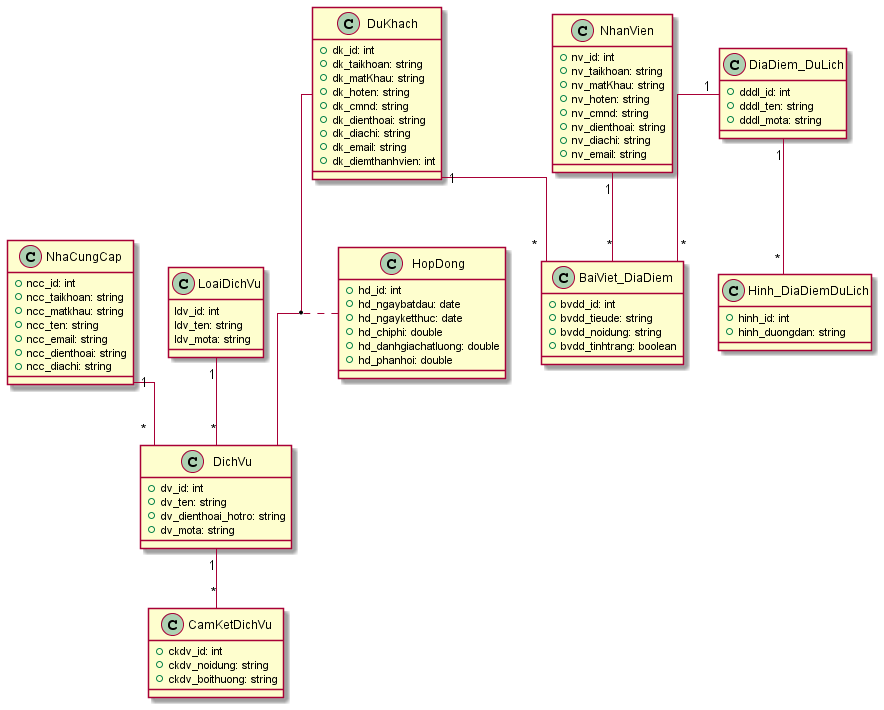 C DuKhach
dk_id: int
dk_taikhoan: string
dk_matKhau: string
dk_hoten: string
dk_cmnd: string
dk_dienthoai: string
dk_diachi: string
dk_email: string
dk_diemthanhvien: int
C NhanVien
nv_id: int
nv_taikhoan: string
nv_matKhau: string
nv_hoten: string
nv_cmnd: string
nv_dienthoai: string
nv_diachi: string
nv_email: string
C DiaDiem_DuLich
dddl_id: int
dddl_ten: string
dddl_mota: string
1
1
1
1
*
*
*
*
C NhaCungCap
ncc_id: int
ncc_taikhoan: string
ncc_matkhau: string
ncc_ten: string
ncc_email: string
ncc_dienthoai: string
ncc_diachi: string
C LoaiDichVu
ldv_id: int
ldv_ten: string
ldv_mota: string
C HopDong
hd_id: int
hd_ngaybatdau: date
hd_ngayketthuc: date
hd_chiphi: double
hd_danhgiachatluong: double
hd_phanhoi: double
C BaiViet_DiaDiem
bvdd_id: int
bvdd_tieude: string
bvdd_noidung: string
bvdd_tinhtrang: boolean
C Hinh_DiaDiemDuLich
hinh_id: int
hinh_duongdan: string
1
1
*
*
C DichVu
dv_id: int
dv_ten: string
dv_dienthoai_hotro: string
dv_mota: string
1
*
C CamKetDichVu
ckdv_id: int
ckdv_noidung: string
ckdv_boithuong: string